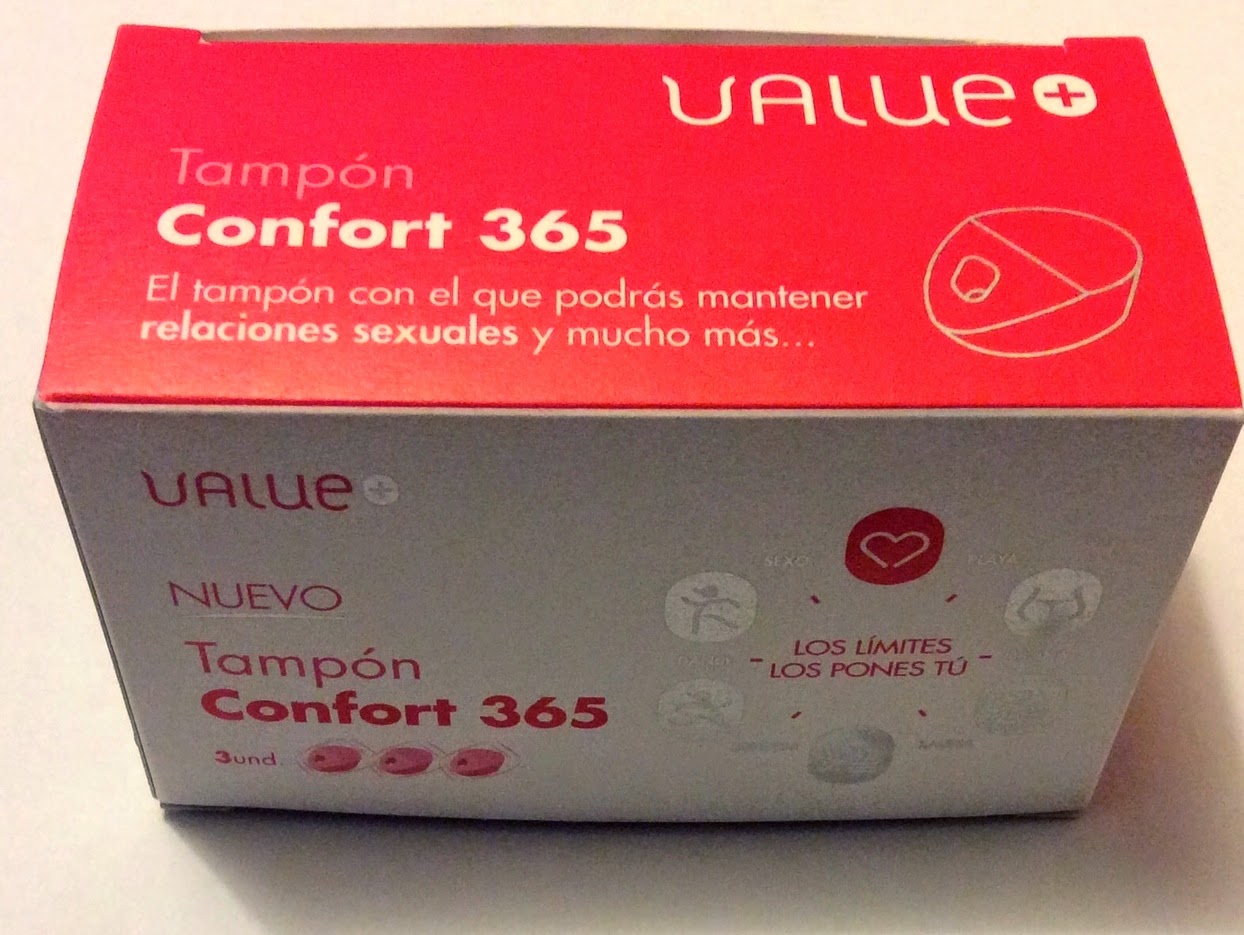 VALUE+
Tampón
Confort 365
El tampón con el que podrás mantener
relaciones sexuales y mucho más...
VALUE+
NUEVO
Tampón
Confort 365
3und.
SEXO
PLAYA
LOS LÍMITES
LOS PONES TÚ